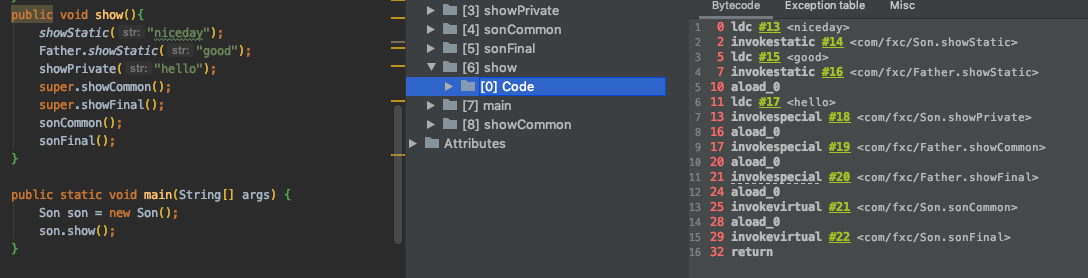 public void show(){
showStatic( str: "niceday");
Father.showStatic( str: "good");
showPrivate( str: "hello");
super.showCommon();
super.showFinal();
sonCommon();
sonFinal();
}
public static void main(String[] args) {
Son son = new Son();
son.show();
}
[3] showPrivate
[4] sonCommon
[5] sonFinal
[6] show
[0] Code
[7] main
[8] showCommon
Attributes
Bytecode Exception table Misc
1 0 ldc #13 <niceday>
2 2 invokestatic #14 <com/fxc/Son.showStatic>
3 5 ldc #15 <good>
4 7 invokestatic #16 <com/fxc/Father.showStatic>
5 10 aload_0
6 11 ldc #17 <hello>
7 13 invokespecial #18 <com/fxc/Son.showPrivate>
8 16 aload_0
9 17 invokespecial #19 <com/fxc/Father.showCommon>
10 20 aload_0
11 21 invokespecial #20 <com/fxc/Father.showFinal>
12 24 aload_0
13 25 invokevirtual #21 <com/fxc/Son.sonCommon>
14 28 aload_0
15 29 invokevirtual #22 <com/fxc/Son.sonFinal>
16 32 return